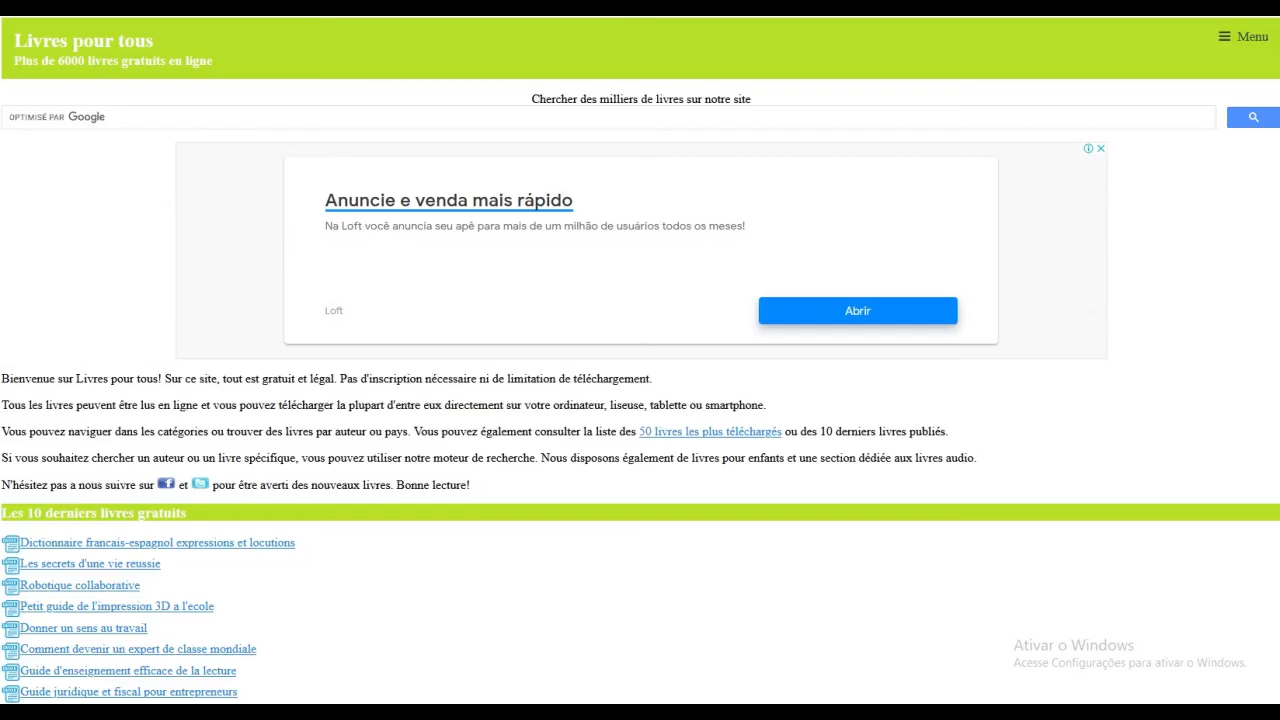 Livres pour tous
Menu
Plus de 6000 livres gratuits en ligne
Chercher des milliers de livres sur notre site
OPTIMISÉ PAR Google
Anuncie e venda mais rápido
Na Loft você anuncia seu apê para mais de um milhão de usuários todos os meses!
Loft
Abrir
Bienvenue sur Livres pour tous! Sur ce site, tout est gratuit et légal. Pas d'inscription nécessaire ni de limitation de téléchargement.
Tous les livres peuvent être lus en ligne et vous pouvez télécharger la plupart d'entre eux directement sur votre ordinateur, liseuse, tablette ou smartphone.
Vous pouvez naviguer dans les catégories ou trouver des livres par auteur ou pays. Vous pouvez également consulter la liste des 50 livres les plus téléchargés ou des 10 derniers livres publiés.
Si vous souhaitez chercher un auteur ou un livre spécifique, vous pouvez utiliser notre moteur de recherche. Nous disposons également de livres pour enfants et une section dédiée aux livres audio.
N'hésitez pas a nous suivre sur et pour être averti des nouveaux livres. Bonne lecture!
Les 10 derniers livres gratuits
Dictionnaire francais-espagnol expressions et locutions
Les secrets d'une vie reussie
Robotique collaborative
Petit guide de l'impression 3D a l'ecole
Donner un sens au travail
Comment devenir un expert de classe mondiale
Guide d'enseignement efficace de la lecture
Guide juridique et fiscal pour entrepreneurs
Ativar o Windows
Acesse Configurações para ativar o Windows.